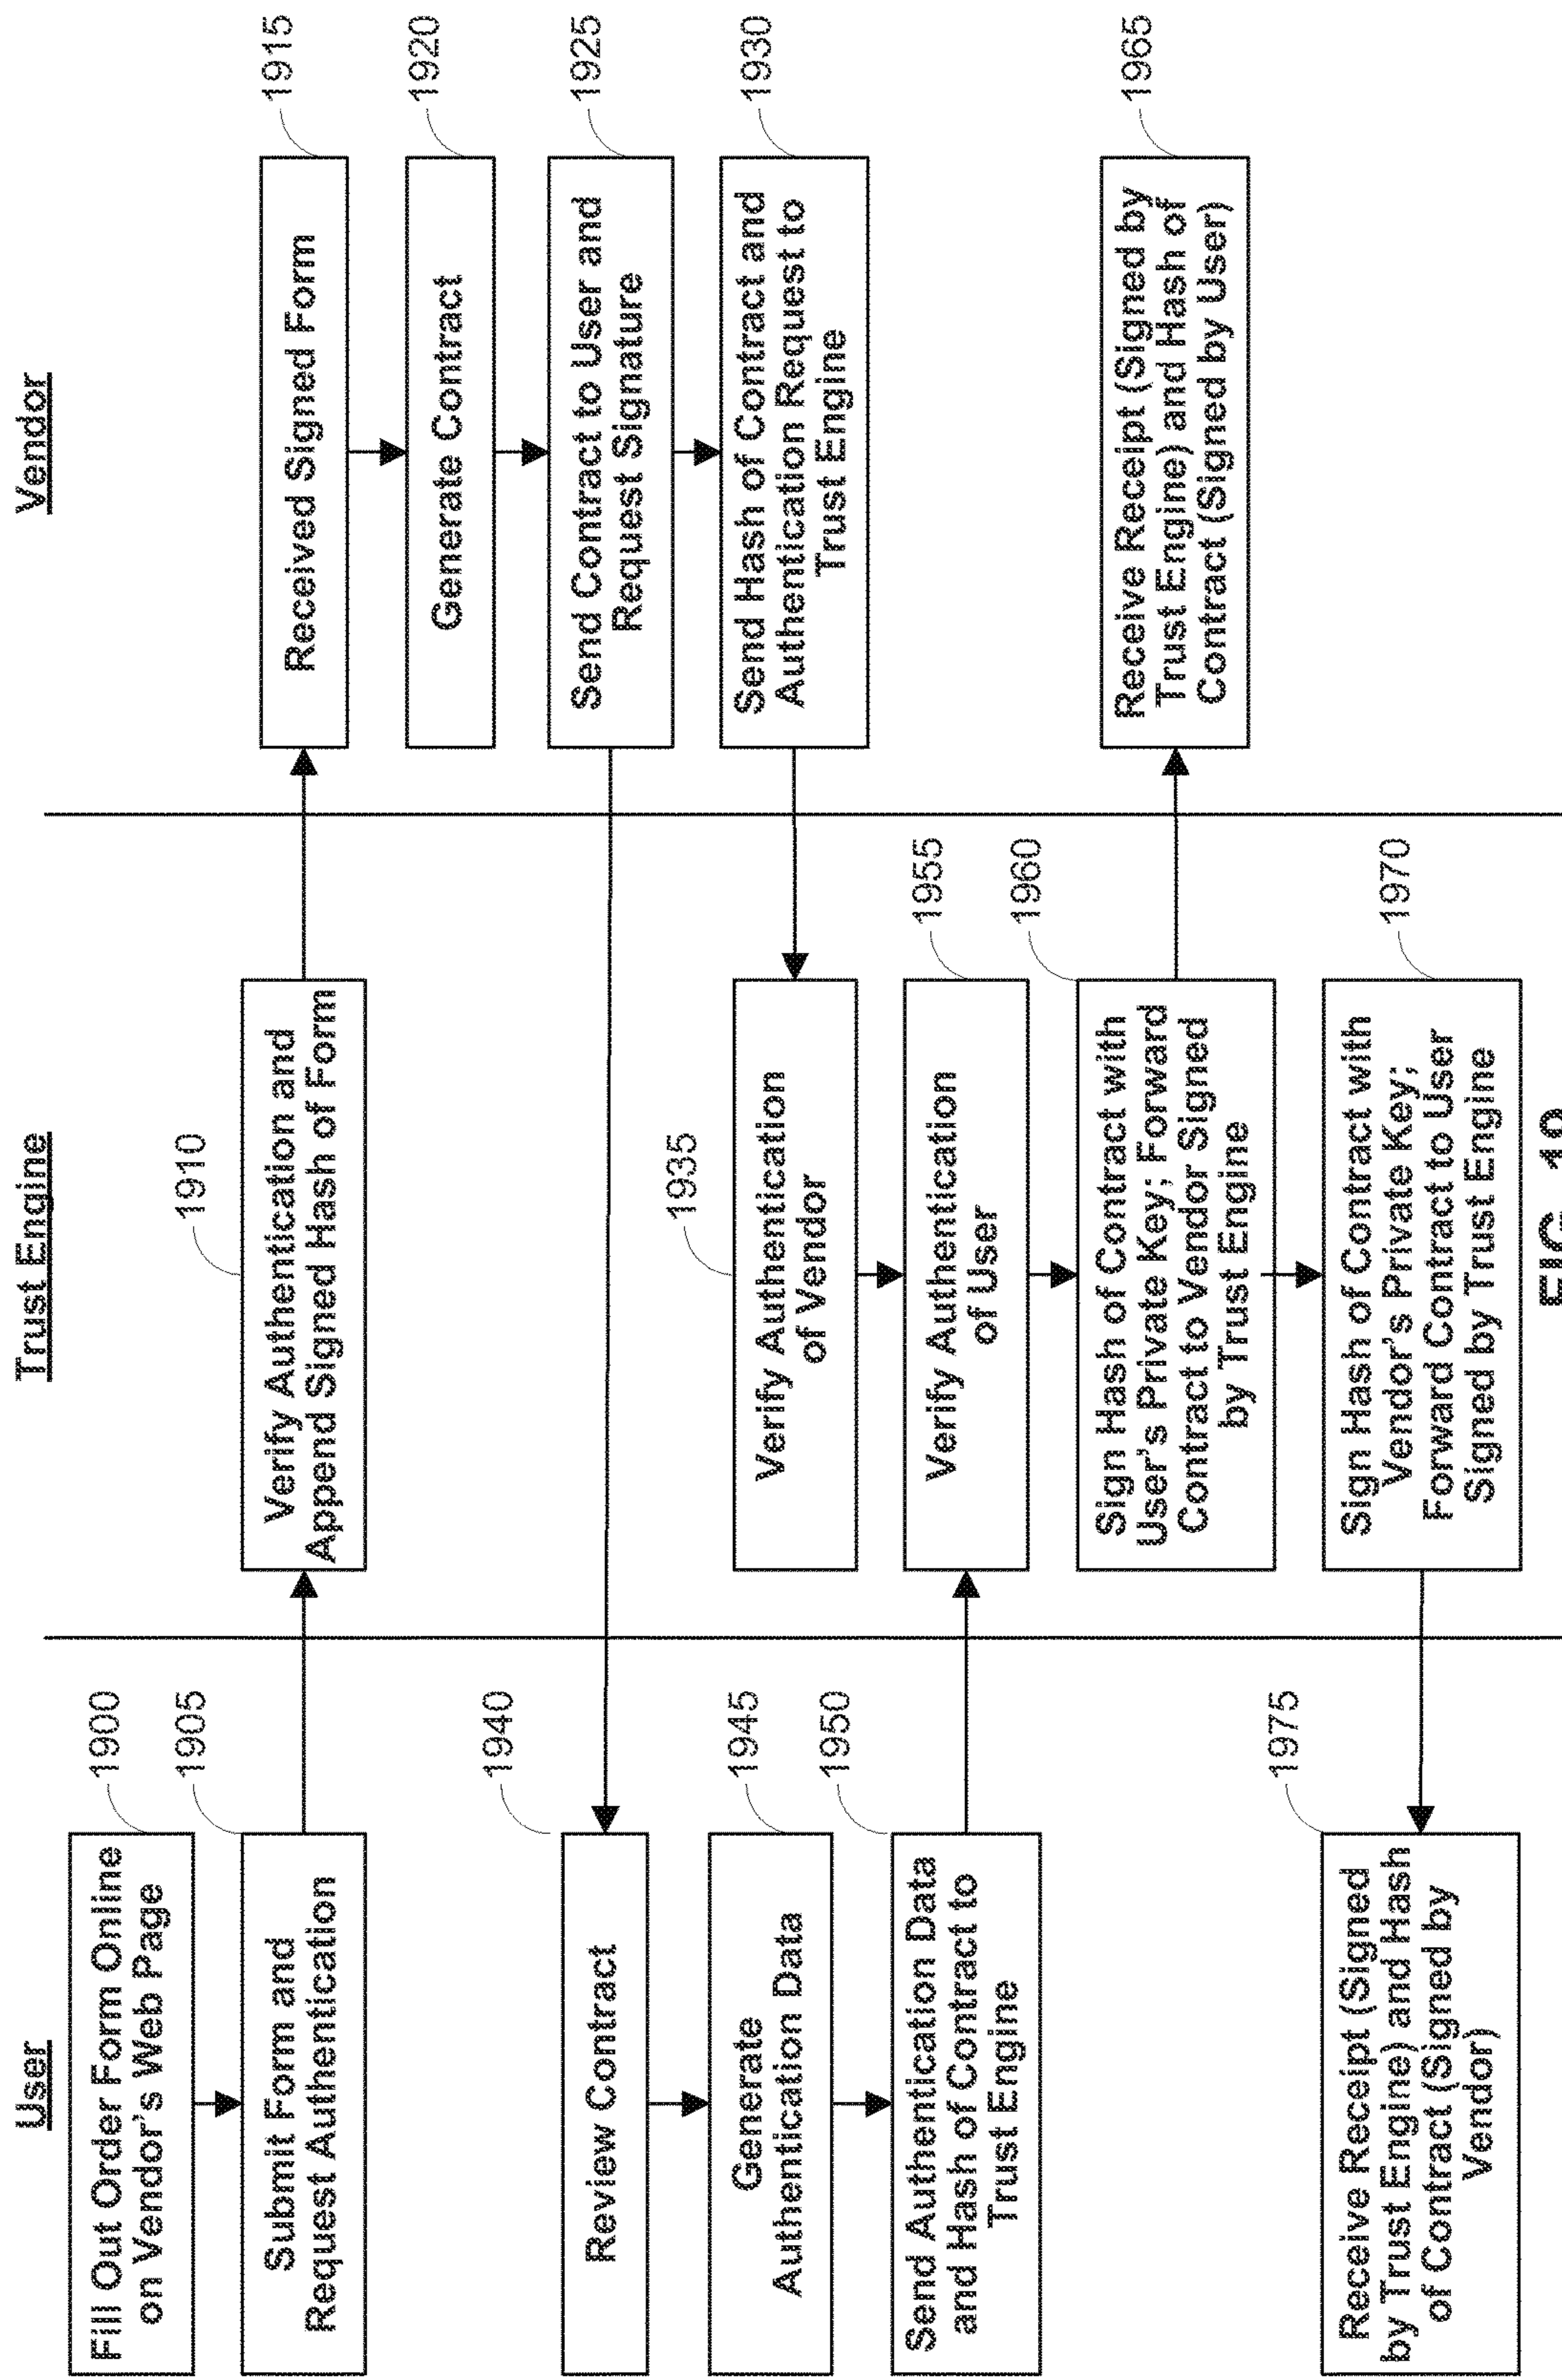 User
Trust Engine
Vendor
1900
Fill Out Order Form Online
on Vendor's Web Page
1905
Submit Form and
Request Authentication
1910
Verify Authentication and
Append Signed Hash of Form
1915
Received Signed Form
1920
Generate Contract
1925
Send Contract to User and
Request Signature
1930
Send Hash of Contract and
Authentication Request to
Trust Engine
1935
Verify Authentication
of Vendor
1940
Review Contract
1945
Generate
Authentication Data
1950
Send Authentication Data
and Hash of Contract to
Trust Engine
1955
Verify Authentication
of User
1960
Sign Hash of Contract with
User's Private Key; Forward
Contract to Vendor Signed
by Trust Engine
1965
Receive Receipt (Signed by
Trust Engine) and Hash of
Contract (Signed by User)
1970
Sign Hash of Contract with
Vendor's Private Key;
Forward Contract to User
Signed by Trust Engine
1975
Receive Receipt (Signed
by Trust Engine) and Hash
of Contract (Signed by
Vendor)
FIG.